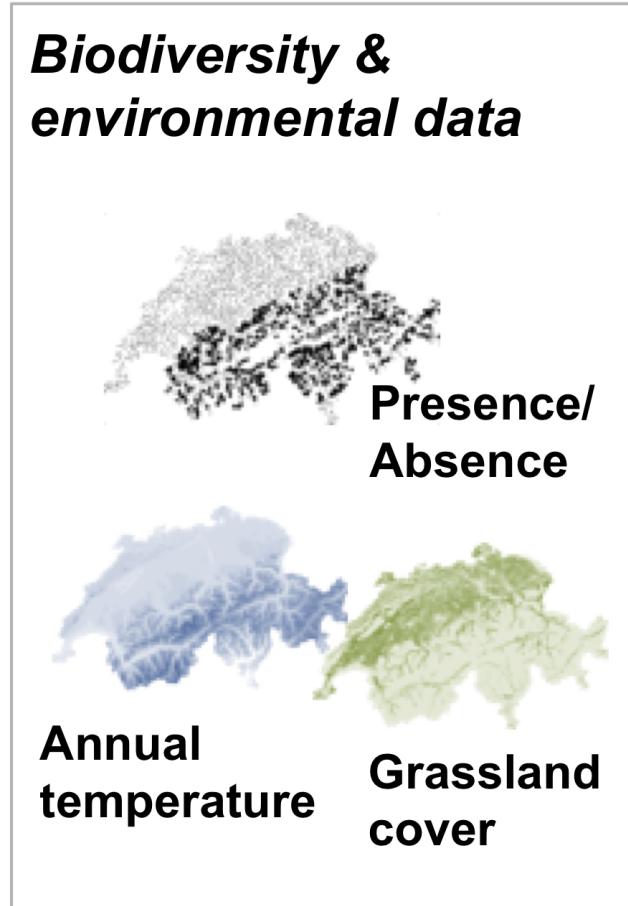 Biodiversity &
environmental data
Presence/
Absence
Annual
temperature
Grassland
cover